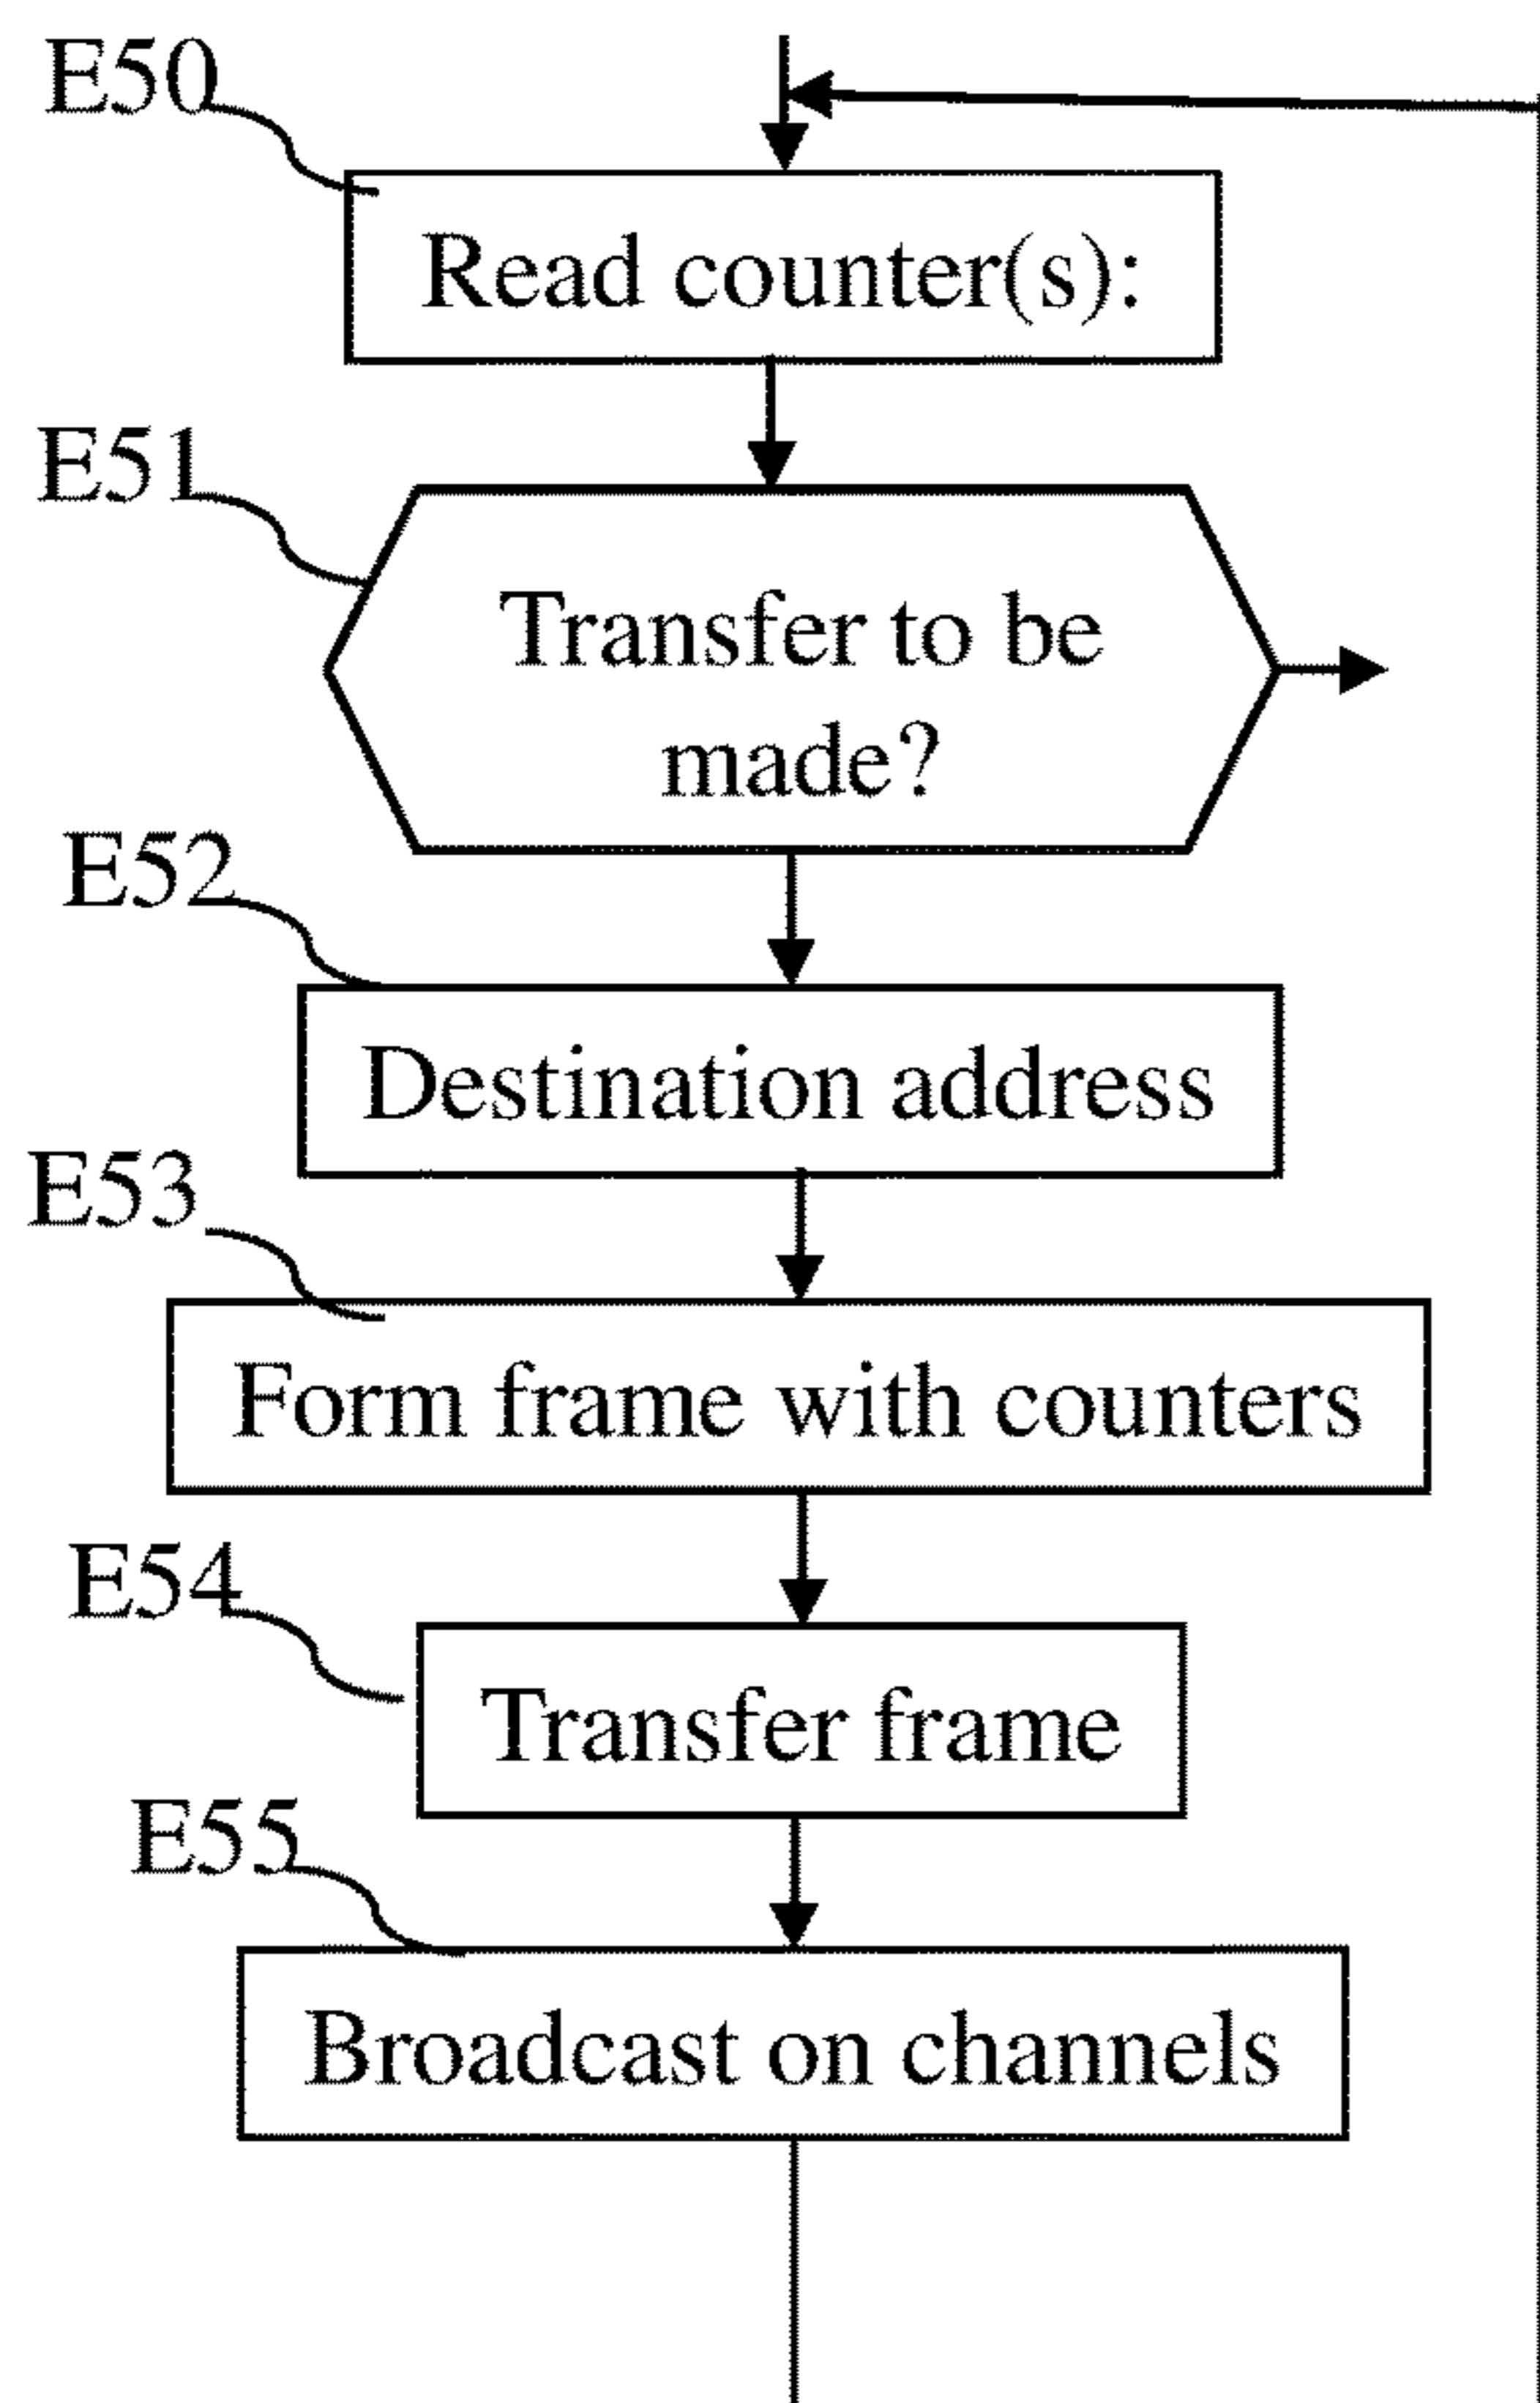 E50
Read counter(s):
E51
Transfer to be
made?
E52
Destination address
E53
Form frame with counters
E54
Transfer frame
E55
Broadcast on channels